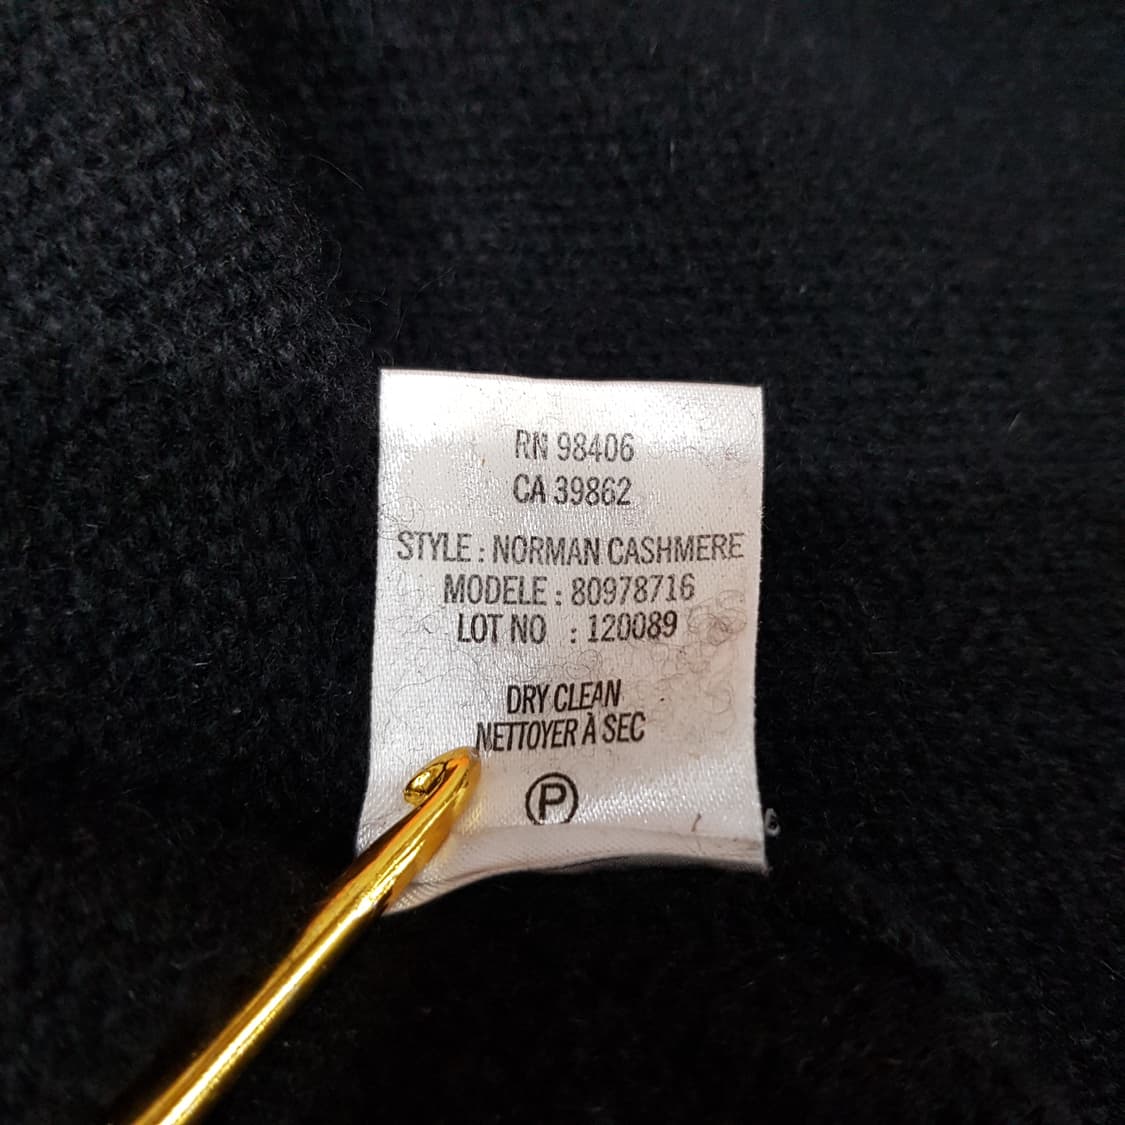 RN 98406
CA 39862
STYLE : NORMAN CASHMERE
MODELE : 80978716
LOT NO : 120089
DRY CLEAN
NETTOYER À SEC
P